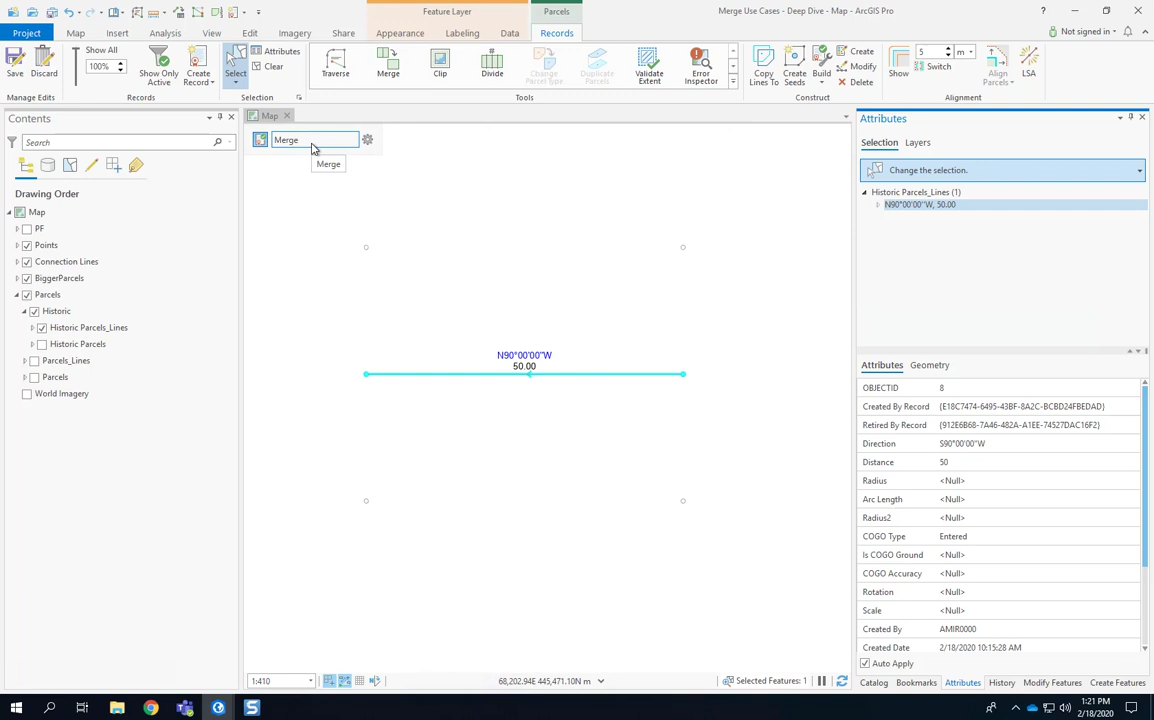 Feature Layer
Parcels
Merge Use Cases - Deep Dive - Map - ArcGIS Pro
?
Project
Map
Insert
Analysis
View
Edit
Imagery
Share
Appearance
Labeling
Data
Records
Not signed in
Save
Discard
Show All
100%
Show Only
Active
Create
Record
Select
Attributes
Clear
Traverse
Merge
Clip
Divide
Change
Parcel Type
Duplicate
Parcels
Validate
Extent
Error
Inspector
Copy
Lines To
Create
Seeds
Build
Create
Modify
Delete
Show
5
m
Switch
Align
Parcels
LSA
Manage Edits
Records
Selection
Tools
Construct
Alignment
Contents
Search
Drawing Order
Map
PF
Points
Connection Lines
BiggerParcels
Parcels
Historic
Historic Parcels_Lines
Historic Parcels
Parcels_Lines
Parcels
World Imagery
Map
Merge
Merge
N90°00'00"W
50.00
1:410
68,202.94E 445,471.10N m
Selected Features: 1
Attributes
Selection
Layers
Change the selection.
Historic Parcels_Lines (1)
N90°00'00"W, 50.00
Attributes
Geometry
OBJECTID 8
Created By Record {E18C7474-6495-43BF-8A2C-BCBD24FBEDAD}
Retired By Record {912E6B68-7A46-482A-A1EE-74527DAC16F2}
Direction S90°00'00"W
Distance 50
Radius <Null>
Arc Length <Null>
Radius2 <Null>
COGO Type Entered
Is COGO Ground <Null>
COGO Accuracy <Null>
Rotation <Null>
Scale <Null>
Created By AMIR0000
Created Date 2/18/2020 10:15:28 AM
Auto Apply
Catalog
Bookmarks
Attributes
History
Modify Features
Create Features
1:21 PM
2/18/2020